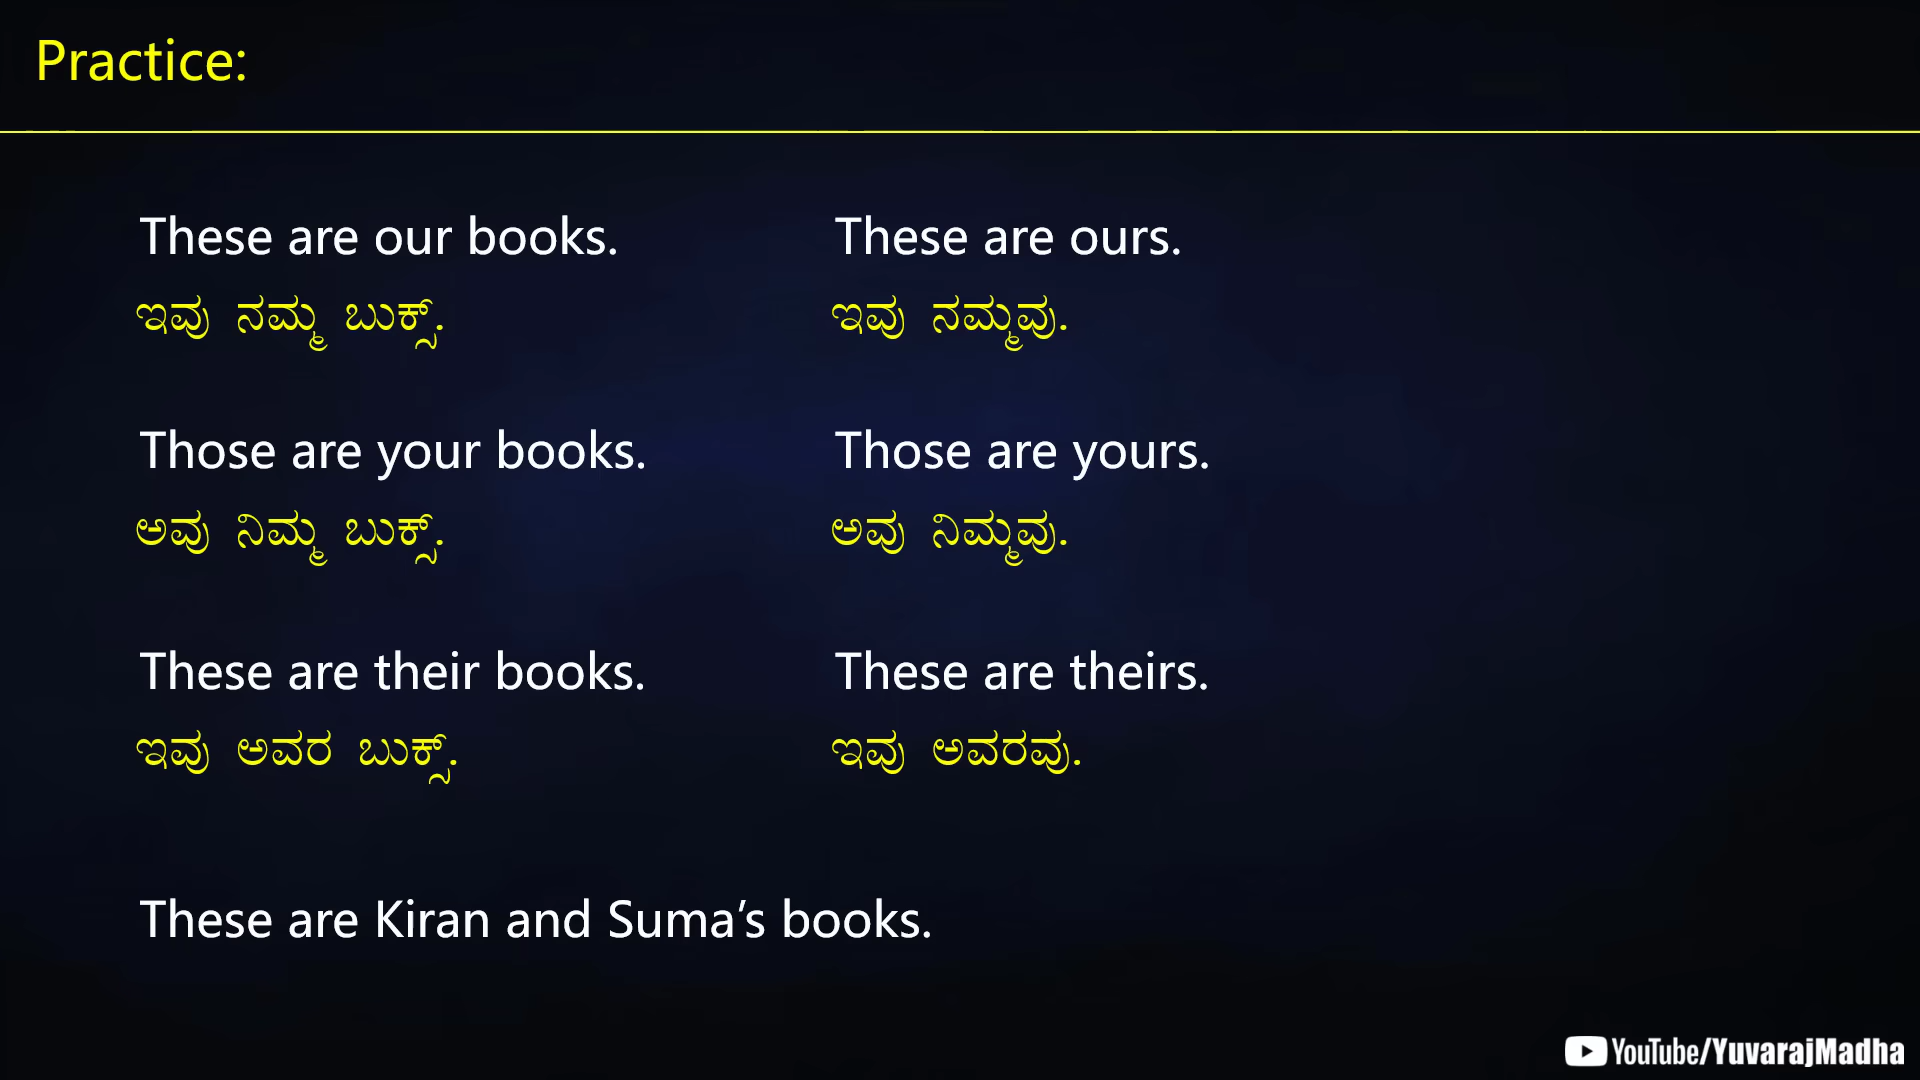 Practice:
These are our books.
These are ours.
ಇವು ನಮ್ಮ ಬುಕ್ಸ್.
ಇವು ನಮ್ಮವು.
Those are your books.
Those are yours.
ಅವು ನಿಮ್ಮ ಬುಕ್ಸ್.
ಅವು ನಿಮ್ಮವು.
These are their books.
These are theirs.
ಇವು ಅವರ ಬುಕ್ಸ್.
ಇವು ಅವರವು.
These are Kiran and Suma’s books.
YouTube/YuvarajMadha